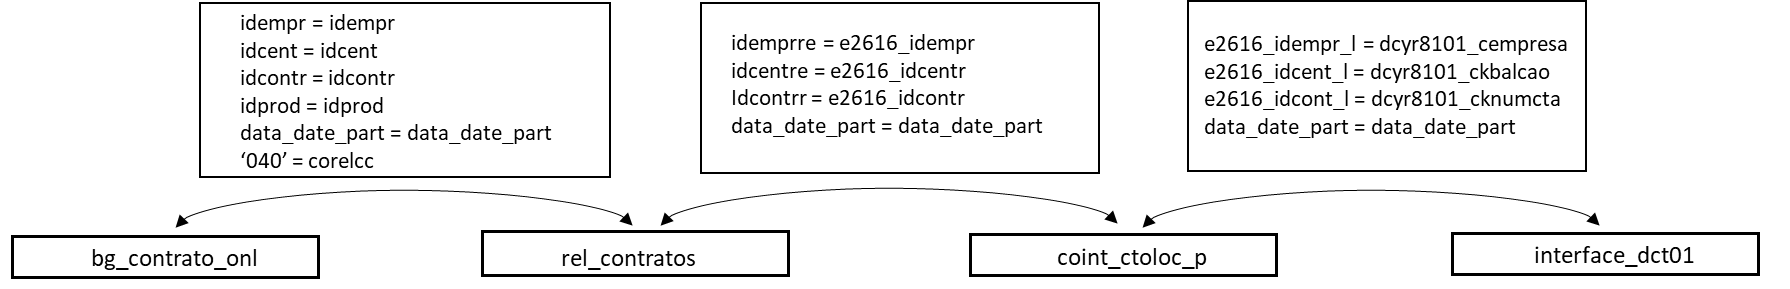 idempr = idempr
idcent = idcent
idcontr = idcontr
idprod = idprod
data_date_part = data_date_part
‘040’ = corelcc
idemprre = e2616_idempr
idcentre = e2616_idcentr
Idcontrr = e2616_idcontr
data_date_part = data_date_part
e2616_idempr_l = dcyr8101_cempresa
e2616_idcent_l = dcyr8101_ckbalcao
e2616_idcont_l = dcyr8101_cknumcta
data_date_part = data_date_part
bg_contrato_onl
rel_contratos
coint_ctoloc_p
interface_dct01